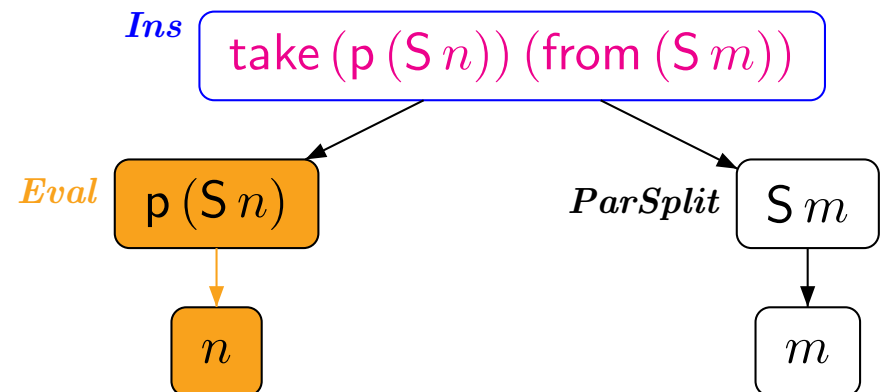 Ins
take (p (S n)) (from (S m))
Eval
p (S n)
ParSplit
S m
n
m